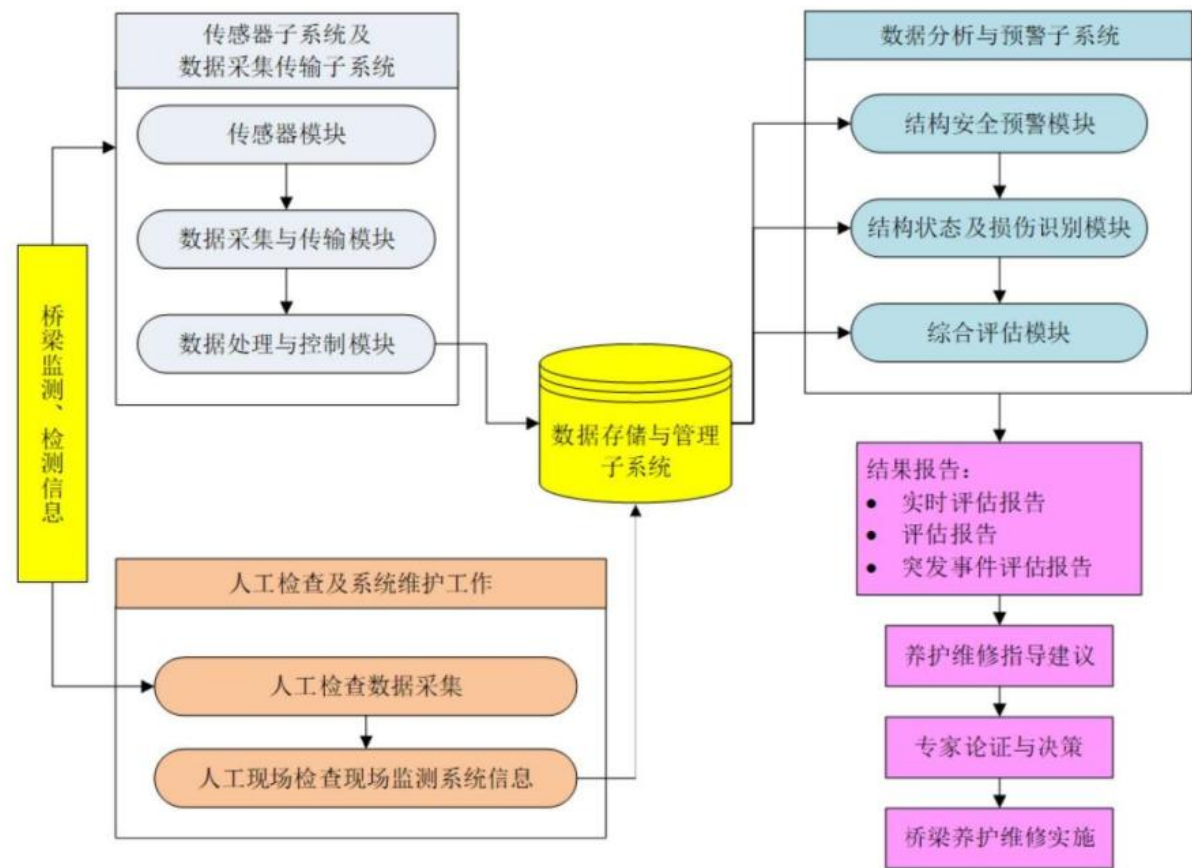 桥梁监测、检测信息
传感器子系统及
数据采集传输子系统
传感器模块
数据采集与传输模块
数据处理与控制模块
人工检查及系统维护工作
人工检查数据采集
人工现场检查现场监测系统信息
数据存储与管理
子系统
数据分析与预警子系统
结构安全预警模块
结构状态及损伤识别模块
综合评估模块
结果报告：
● 实时评估报告
● 评估报告
● 突发事件评估报告
养护维修指导建议
专家论证与决策
桥梁养护维修实施